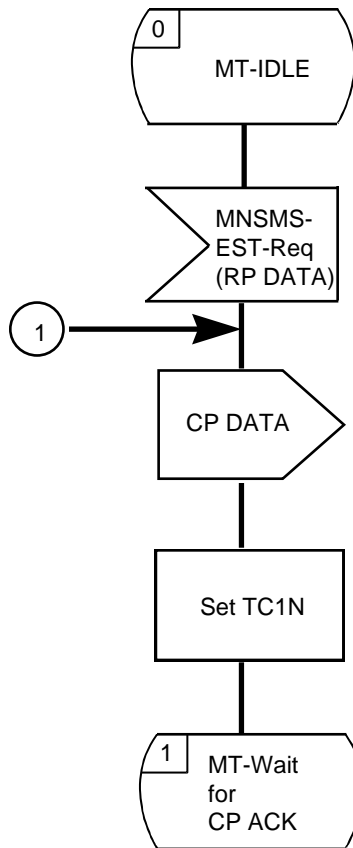 0
MT-IDLE
MNSMS-
EST-Req
(RP DATA)
1
CP DATA
Set TC1N
1
MT-Wait
for
CP ACK